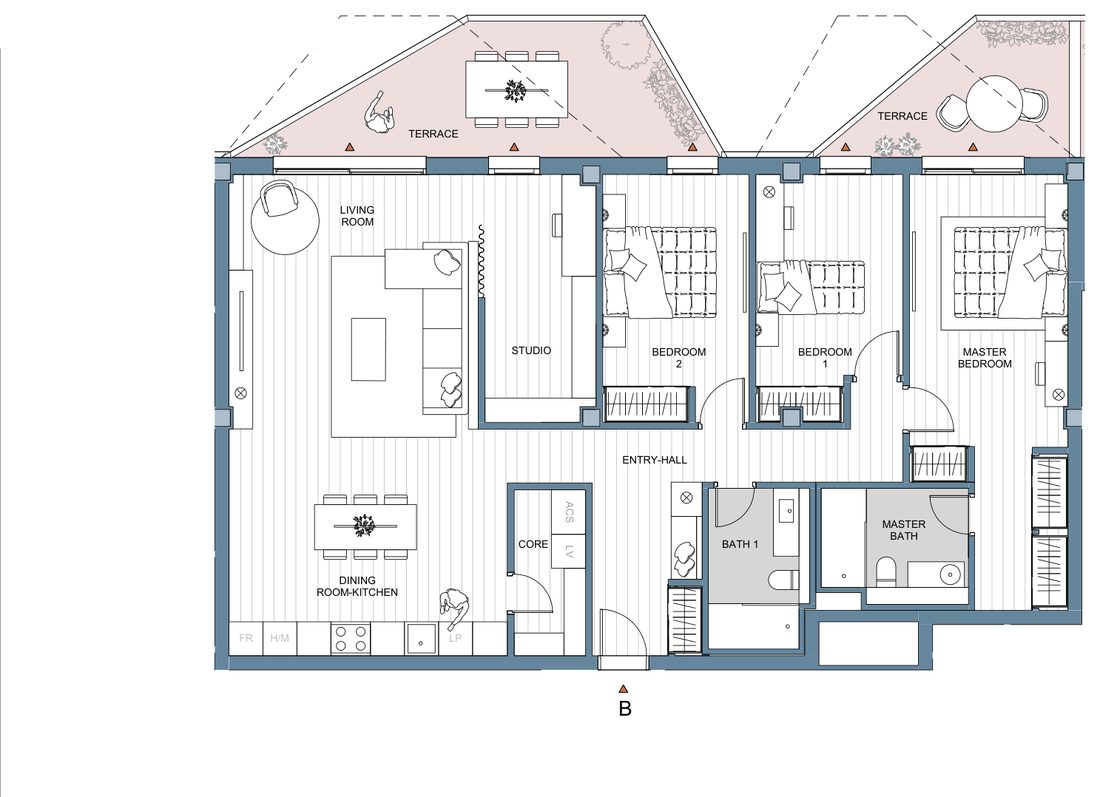 TERRACE
TERRACE
LIVING
ROOM
STUDIO
BEDROOM
2
BEDROOM
1
MASTER
BEDROOM
ENTRY-HALL
ACS
LV
CORE
BATH 1
MASTER
BATH
DINING
ROOM-KITCHEN
FR
H/M
LP
B